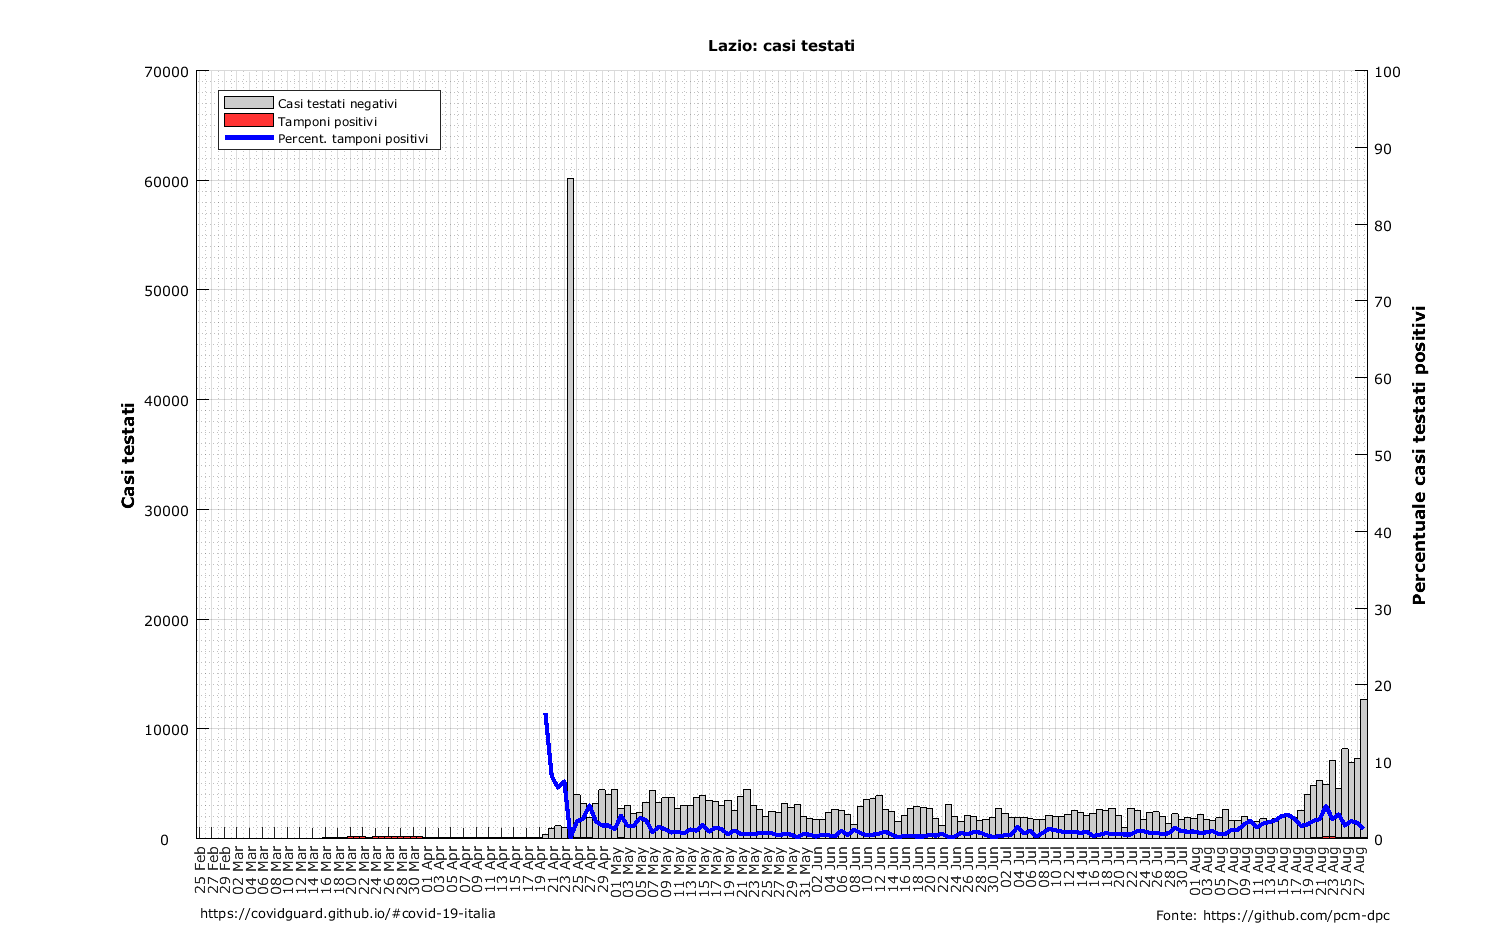 Lazio: casi testati
70000
60000
50000
40000
30000
20000
10000
0
Casi testati
Casi testati negativi
Tamponi positivi
Percent. tamponi positivi
100
90
80
70
60
50
40
30
20
10
0
Percentuale casi testati positivi
25 Feb
27 Feb
29 Feb
02 Mar
04 Mar
06 Mar
08 Mar
10 Mar
12 Mar
14 Mar
16 Mar
18 Mar
20 Mar
22 Mar
24 Mar
26 Mar
28 Mar
30 Mar
01 Apr
03 Apr
05 Apr
07 Apr
09 Apr
11 Apr
13 Apr
15 Apr
17 Apr
19 Apr
21 Apr
23 Apr
25 Apr
27 Apr
29 Apr
01 May
03 May
05 May
07 May
09 May
11 May
13 May
15 May
17 May
19 May
21 May
23 May
25 May
27 May
29 May
31 May
02 Jun
04 Jun
06 Jun
08 Jun
10 Jun
12 Jun
14 Jun
16 Jun
18 Jun
20 Jun
22 Jun
24 Jun
26 Jun
28 Jun
30 Jun
02 Jul
04 Jul
06 Jul
08 Jul
10 Jul
12 Jul
14 Jul
16 Jul
18 Jul
20 Jul
22 Jul
24 Jul
26 Jul
28 Jul
30 Jul
01 Aug
03 Aug
05 Aug
07 Aug
09 Aug
11 Aug
13 Aug
15 Aug
17 Aug
19 Aug
21 Aug
23 Aug
25 Aug
27 Aug
https://covidguard.github.io/#covid-19-italia
Fonte: https://github.com/pcm-dpc